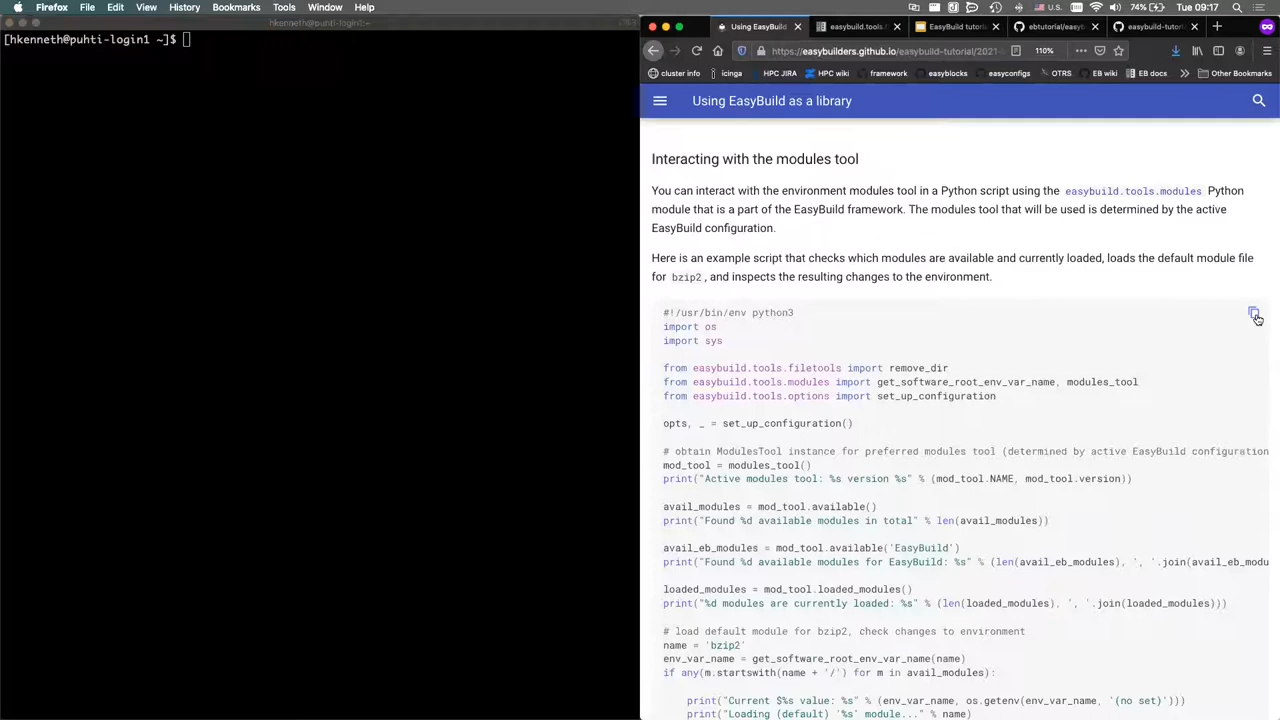 Firefox File Edit View History Bookmarks Tools Window Help
74% Tue 09:17
hkenneth@puhti-login1:~
[hkenneth@puhti-login1 ~]$
Using EasyBuild
easybuild.tools
EasyBuild tutori
ebtutorial/easyb
easybuild-tutorial
https://easybuilders.github.io/easybuild-tutorial/2021-
110%
cluster info icinga HPC JIRA HPC wiki framework easyblocks easyconfigs OTRS EB wiki EB docs Other Bookmarks
Using EasyBuild as a library
Interacting with the modules tool
You can interact with the environment modules tool in a Python script using the easybuild.tools.modules Python
module that is a part of the EasyBuild framework. The modules tool that will be used is determined by the active
EasyBuild configuration.
Here is an example script that checks which modules are available and currently loaded, loads the default module file
for bzip2, and inspects the resulting changes to the environment.
#!/usr/bin/env python3
import os
import sys
from easybuild.tools.filetools import remove_dir
from easybuild.tools.modules import get_software_root_env_var_name, modules_tool
from easybuild.tools.options import set_up_configuration
opts, _ = set_up_configuration()
# obtain ModulesTool instance for preferred modules tool (determined by active EasyBuild configuration
mod_tool = modules_tool()
print("Active modules tool: %s version %s" % (mod_tool.NAME, mod_tool.version))
avail_modules = mod_tool.available()
print("Found %d available modules in total" % len(avail_modules))
avail_eb_modules = mod_tool.available('EasyBuild')
print("Found %d available modules for EasyBuild: %s" % (len(avail_eb_modules), ', '.join(avail_eb_modu
loaded_modules = mod_tool.loaded_modules()
print("%d modules are currently loaded: %s" % (len(loaded_modules), ', '.join(loaded_modules)))
# load default module for bzip2, check changes to environment
name = 'bzip2'
env_var_name = get_software_root_env_var_name(name)
if any(m.startswith(name + '/') for m in avail_modules):
print("Current $%s value: %s" % (env_var_name, os.getenv(env_var_name, '(no set)')))
print("Loading (default) '%s' module..." % name)